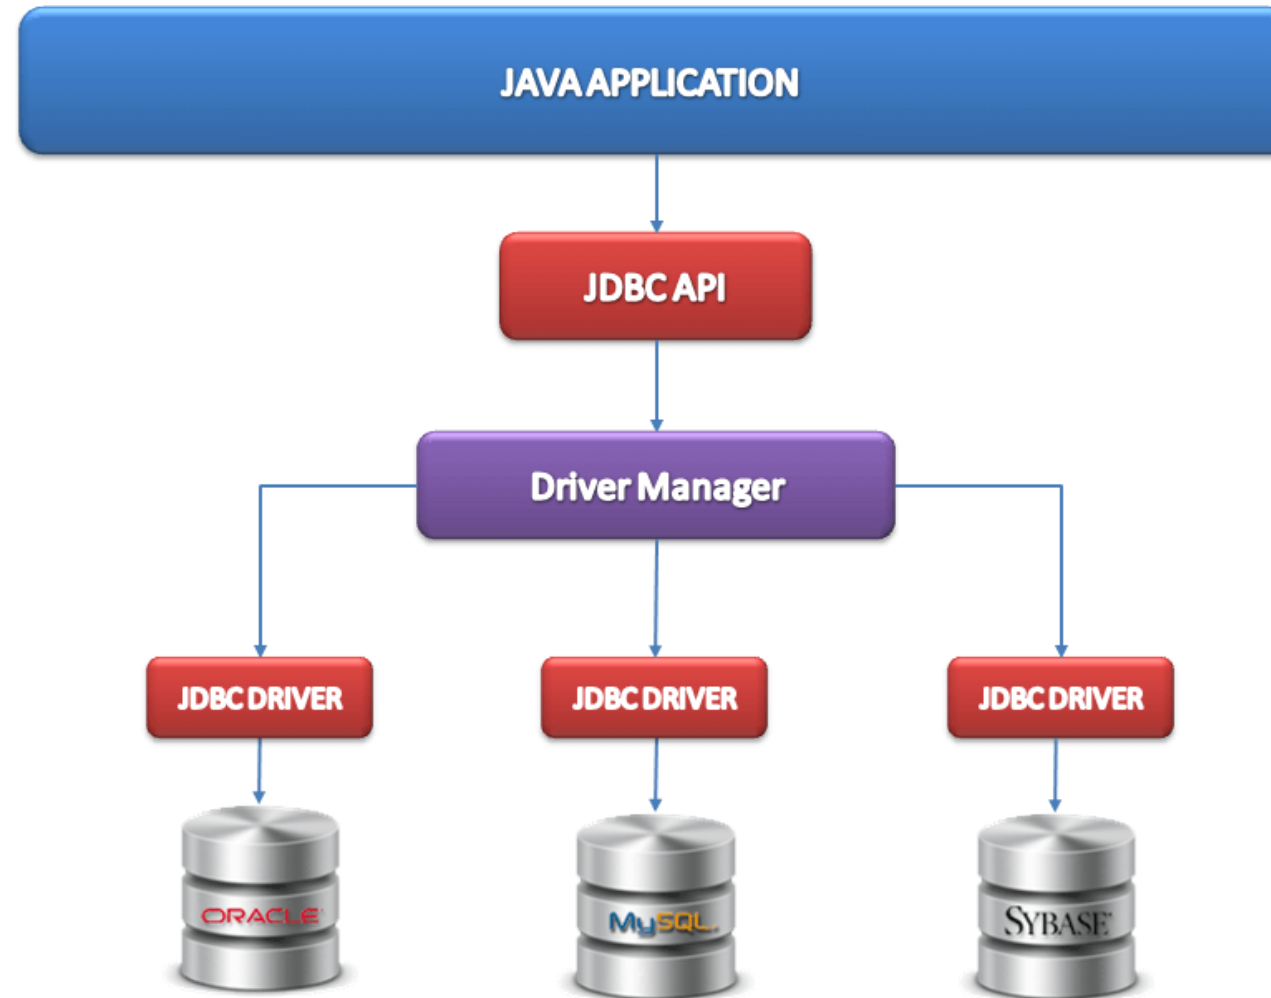 JAVA APPLICATION
JDBC API
Driver Manager
JDBC DRIVER
JDBC DRIVER
JDBC DRIVER
ORACLE
MySQL
SYBASE